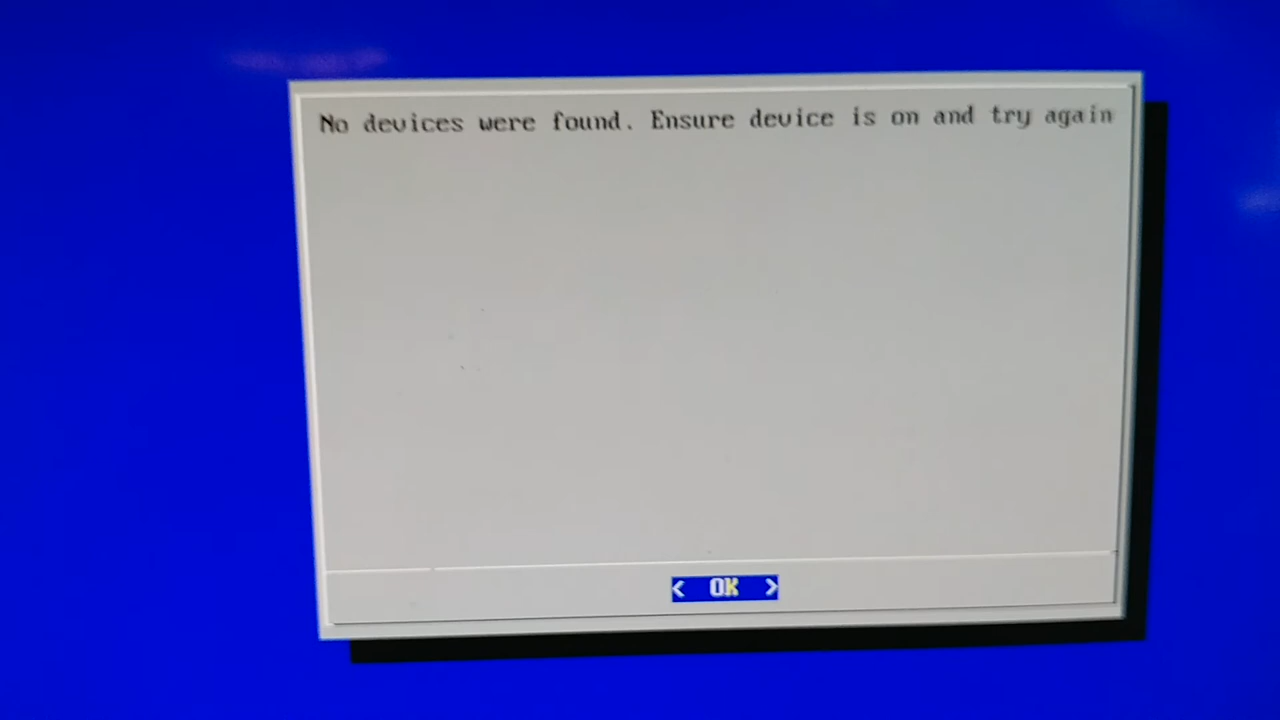 No devices were found. Ensure device is on and try again
< OK >